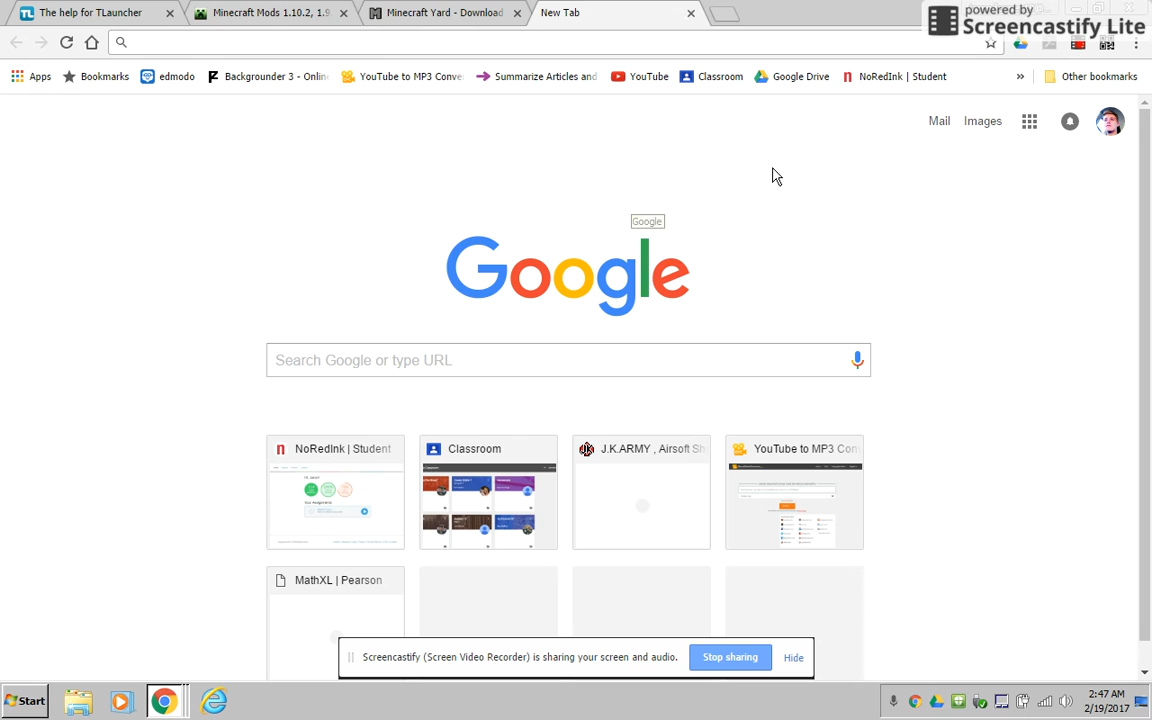 The help for TLauncher
Minecraft Mods 1.10.2, 1.9.
Minecraft Yard - Download
New Tab
powered by
Screencastify Lite
Apps
Bookmarks
edmodo
Backgrounder 3 - Onlin
YouTube to MP3 Conve
Summarize Articles and
YouTube
Classroom
Google Drive
NoRedInk | Student
»
Other bookmarks
Mail
Images
Google
Google
Search Google or type URL
NoRedInk | Student
Classroom
J.K.ARMY , Airsoft Sh
YouTube to MP3 Con
MathXL | Pearson
Screencastify (Screen Video Recorder) is sharing your screen and audio.
Stop sharing
Hide
Start
2:47 AM
2/19/2017